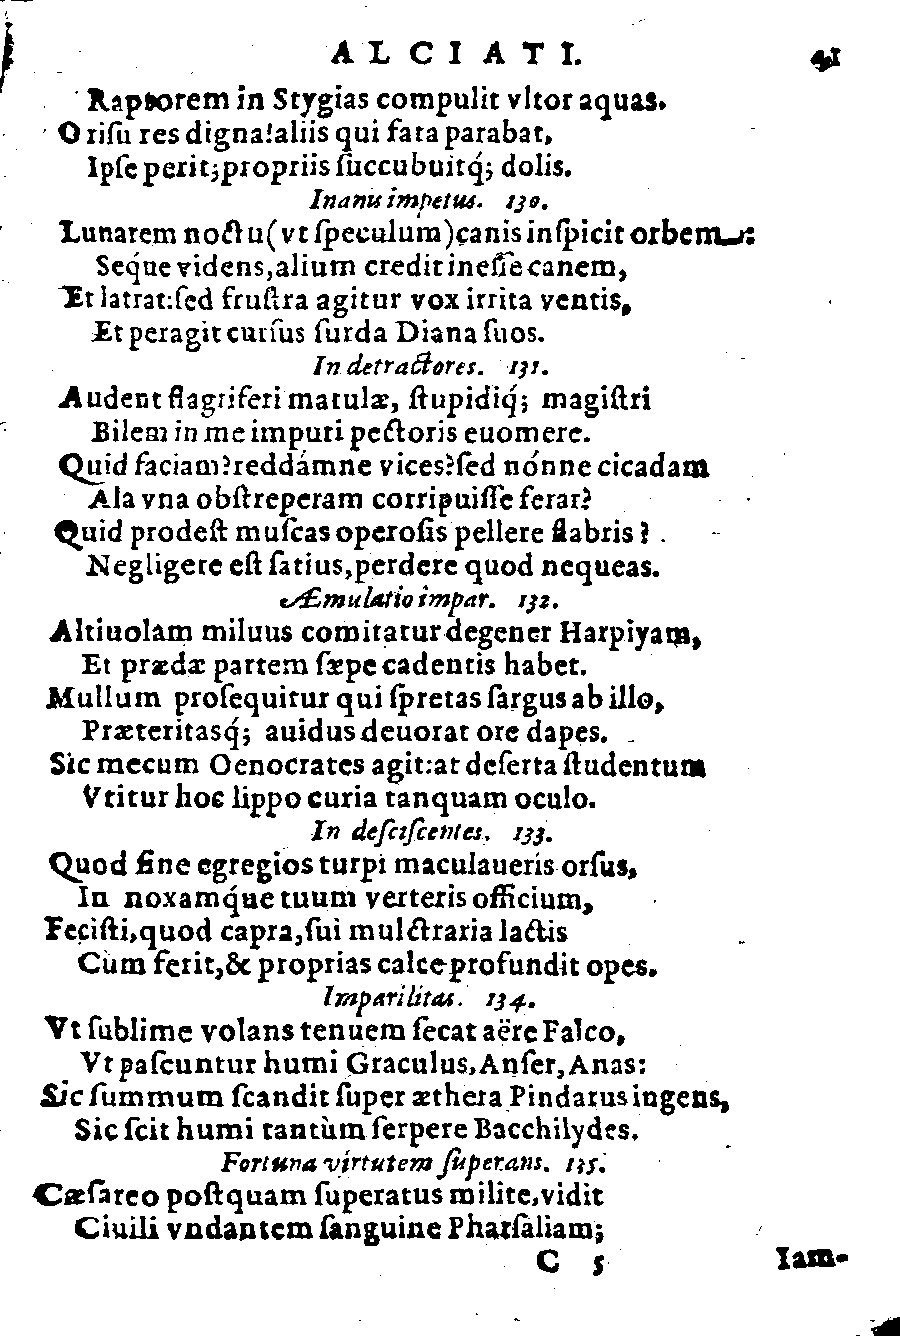 ALCIATI. 41
Raptorem in Stygias compulit vltor aquas.
O risu res digna! aliis qui fata parabat,
Ipse perit; propriis succubuitq́; dolis.
Inanis impetus. 130.
Lunarem noctu (vt speculum) canis inspicit orbem:
Seq́ue videns, alium credit inesse canem,
Et latrat: sed frustra agitur vox irrita ventis,
Et peragit cursus surda Diana suos.
In detractores. 131.
Audent flagriferi matulæ, stupidiq́; magistri
Bilem in me impuri pectoris euomere.
Quid faciam? reddámne vices? sed nónne cicadam
Ala vna obstreperam corripuisse ferar?
Quid prodest muscas operosis pellere flabris?
Negligere est satius, perdere quod nequeas.
Æmulatio impar. 132.
Altiuolam miluus comitatur degener Harpiyam,
Et prædæ partem sæpe cadentis habet.
Mullum prosequitur qui spretas sargus ab illo,
Præteritasq́; auidus deuorat ore dapes.
Sic mecum Oenocrates agit: at deserta studentum
Vtitur hoc lippo curia tanquam oculo.
In desciscentes. 133.
Quod fine egregios turpi maculaueris orsus,
In noxamq́ue tuum verteris officium,
Fecisti, quod capra, sui mulctraria lactis
Cùm ferit, & proprias calce profundit opes.
Imparilitas. 134.
Vt sublime volans tenuem secat aëre Falco,
Vt pascuntur humi Graculus, Anser, Anas:
Sic summum scandit super æthera Pindarus ingens,
Sic scit humi tantùm serpere Bacchilydes.
Fortuna virtutem superans. 135.
Cæsareo postquam superatus milite, vidit
Ciuili vndantem sanguine Pharsaliam;
C 5 Iam-